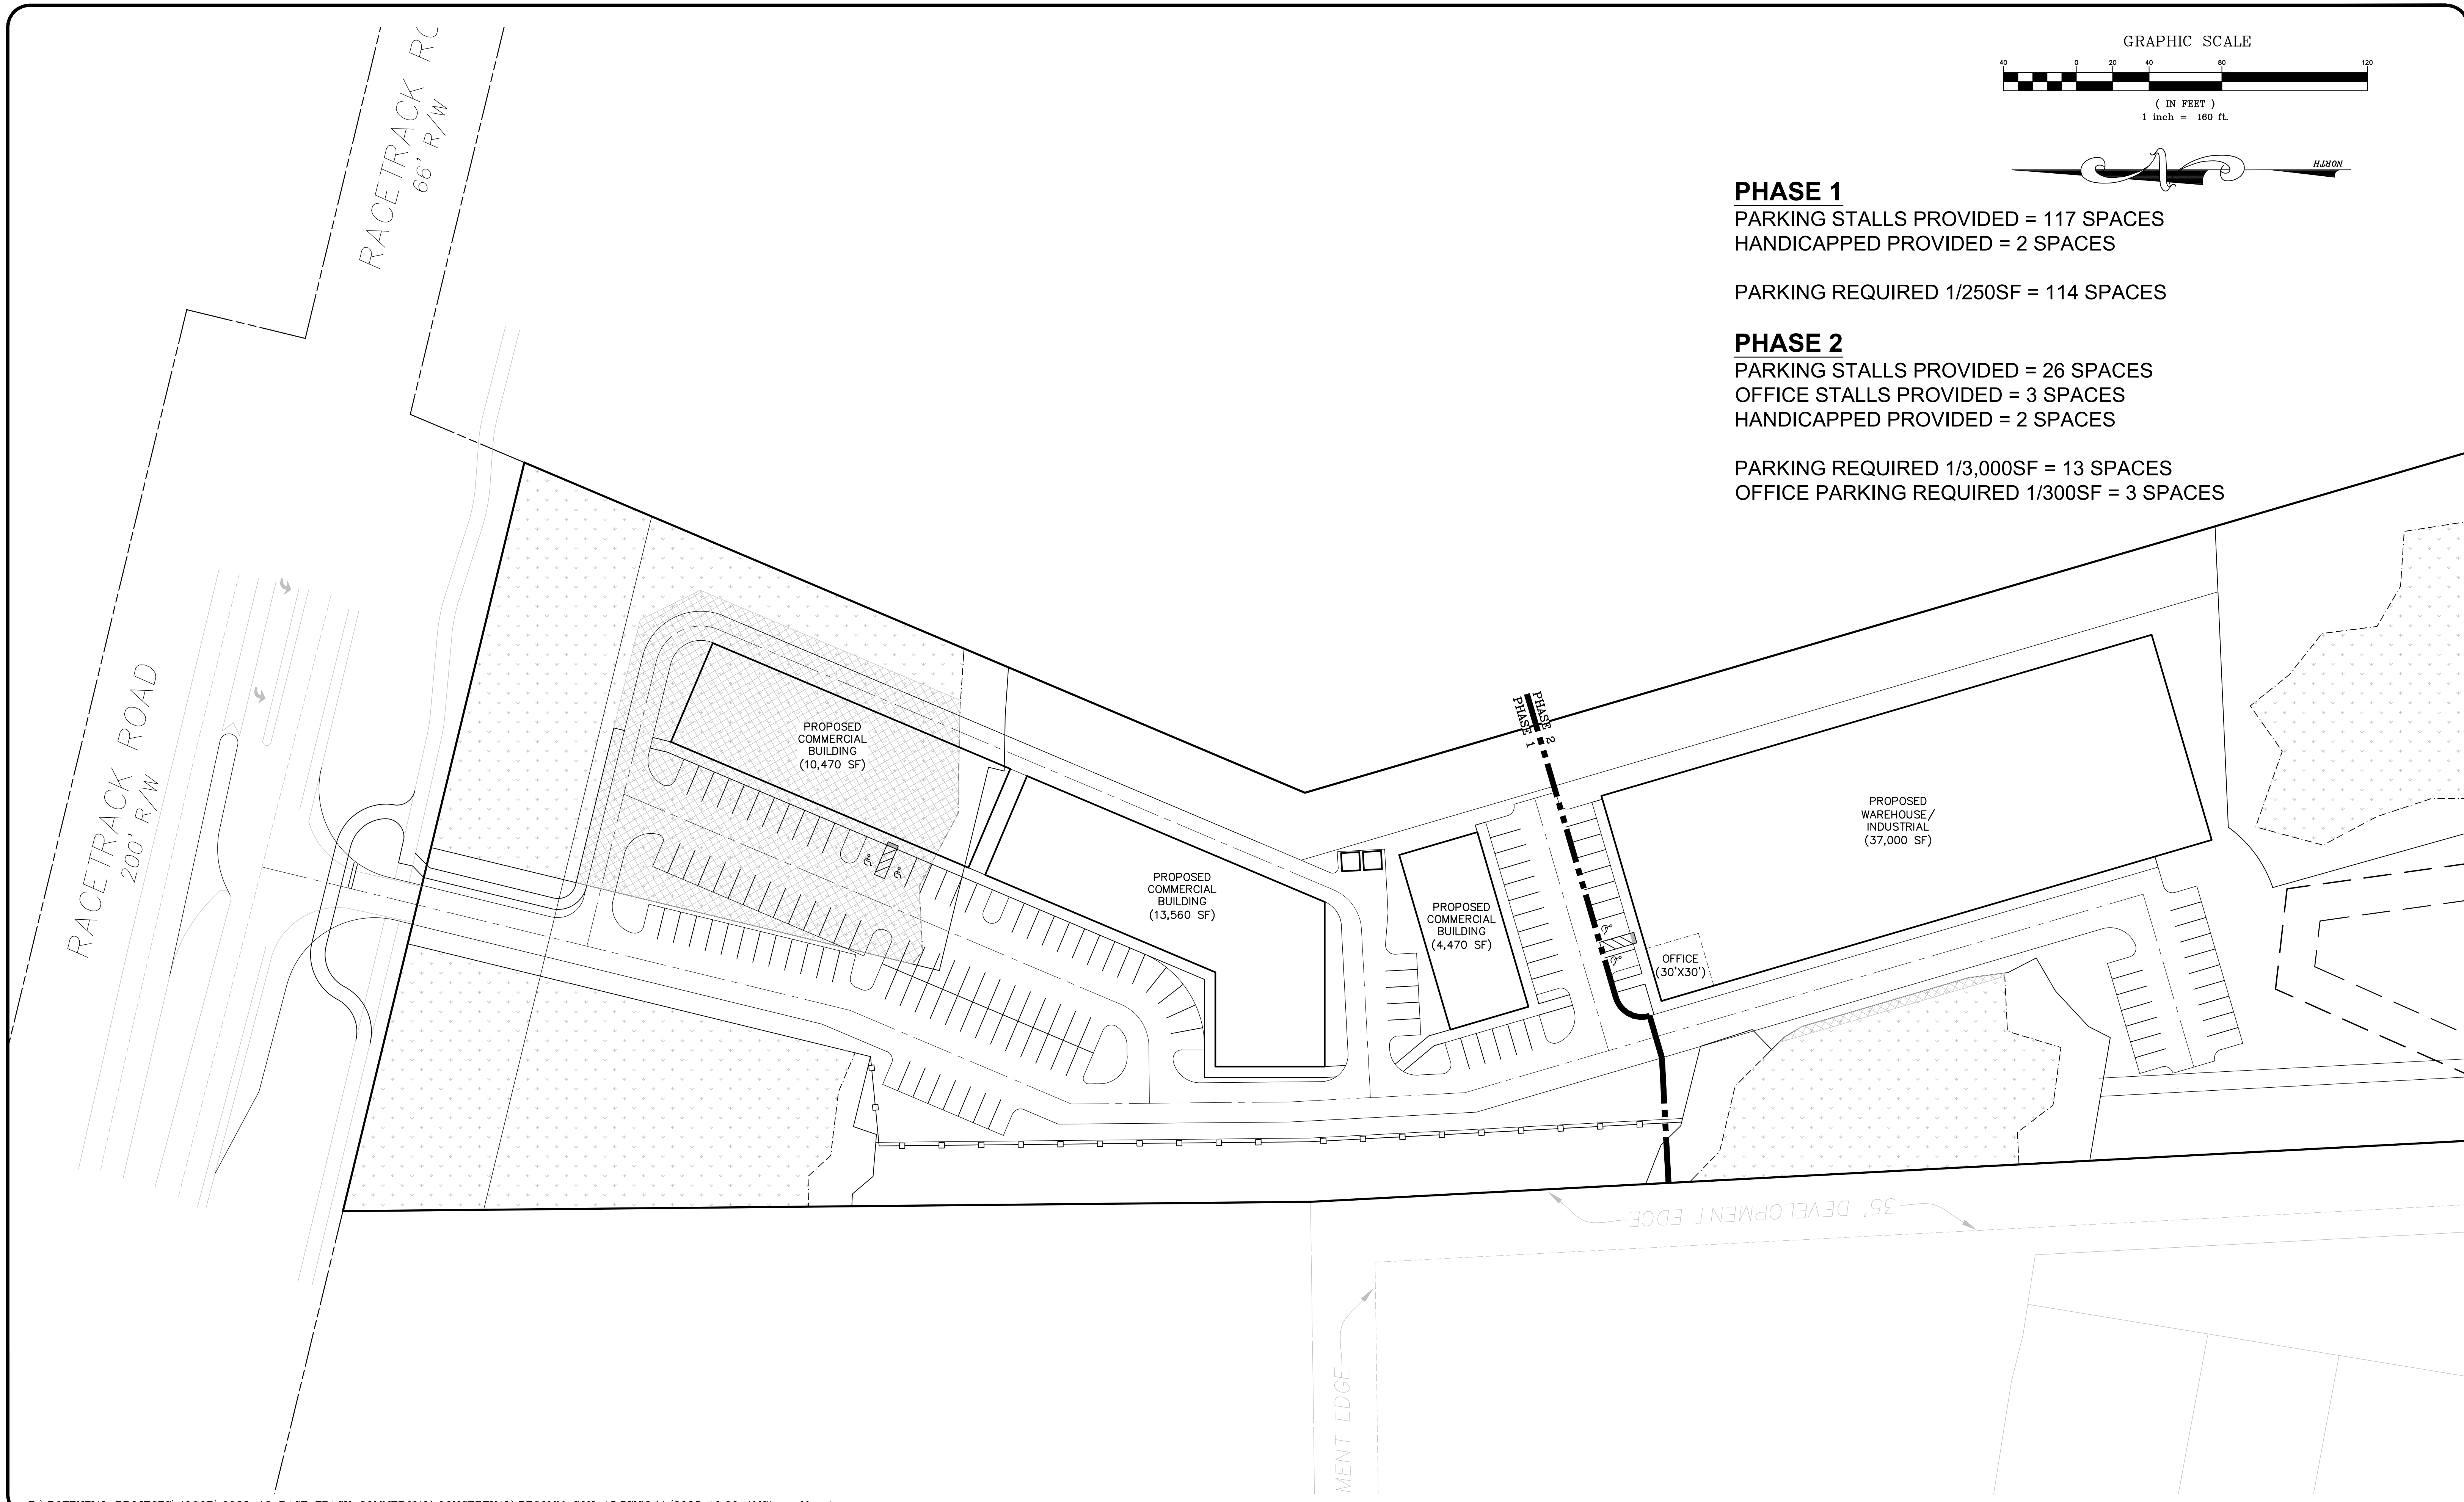 GRAPHIC SCALE
40 0 20 40 80 120
( IN FEET )
1 inch = 160 ft.
NORTH
PHASE 1
PARKING STALLS PROVIDED = 117 SPACES
HANDICAPPED PROVIDED = 2 SPACES
PARKING REQUIRED 1/250SF = 114 SPACES
PHASE 2
PARKING STALLS PROVIDED = 26 SPACES
OFFICE STALLS PROVIDED = 3 SPACES
HANDICAPPED PROVIDED = 2 SPACES
PARKING REQUIRED 1/3,000SF = 13 SPACES
OFFICE PARKING REQUIRED 1/300SF = 3 SPACES
RACETRACK RO
66' R/W
RACETRACK ROAD
200' R/W
PROPOSED
COMMERCIAL
BUILDING
(10,470 SF)
PROPOSED
COMMERCIAL
BUILDING
(13,560 SF)
PROPOSED
COMMERCIAL
BUILDING
(4,470 SF)
PHASE 2
PHASE 1
PROPOSED
WAREHOUSE/
INDUSTRIAL
(37,000 SF)
OFFICE
(30'X30')
35' DEVELOPMENT EDGE
MENT EDGE